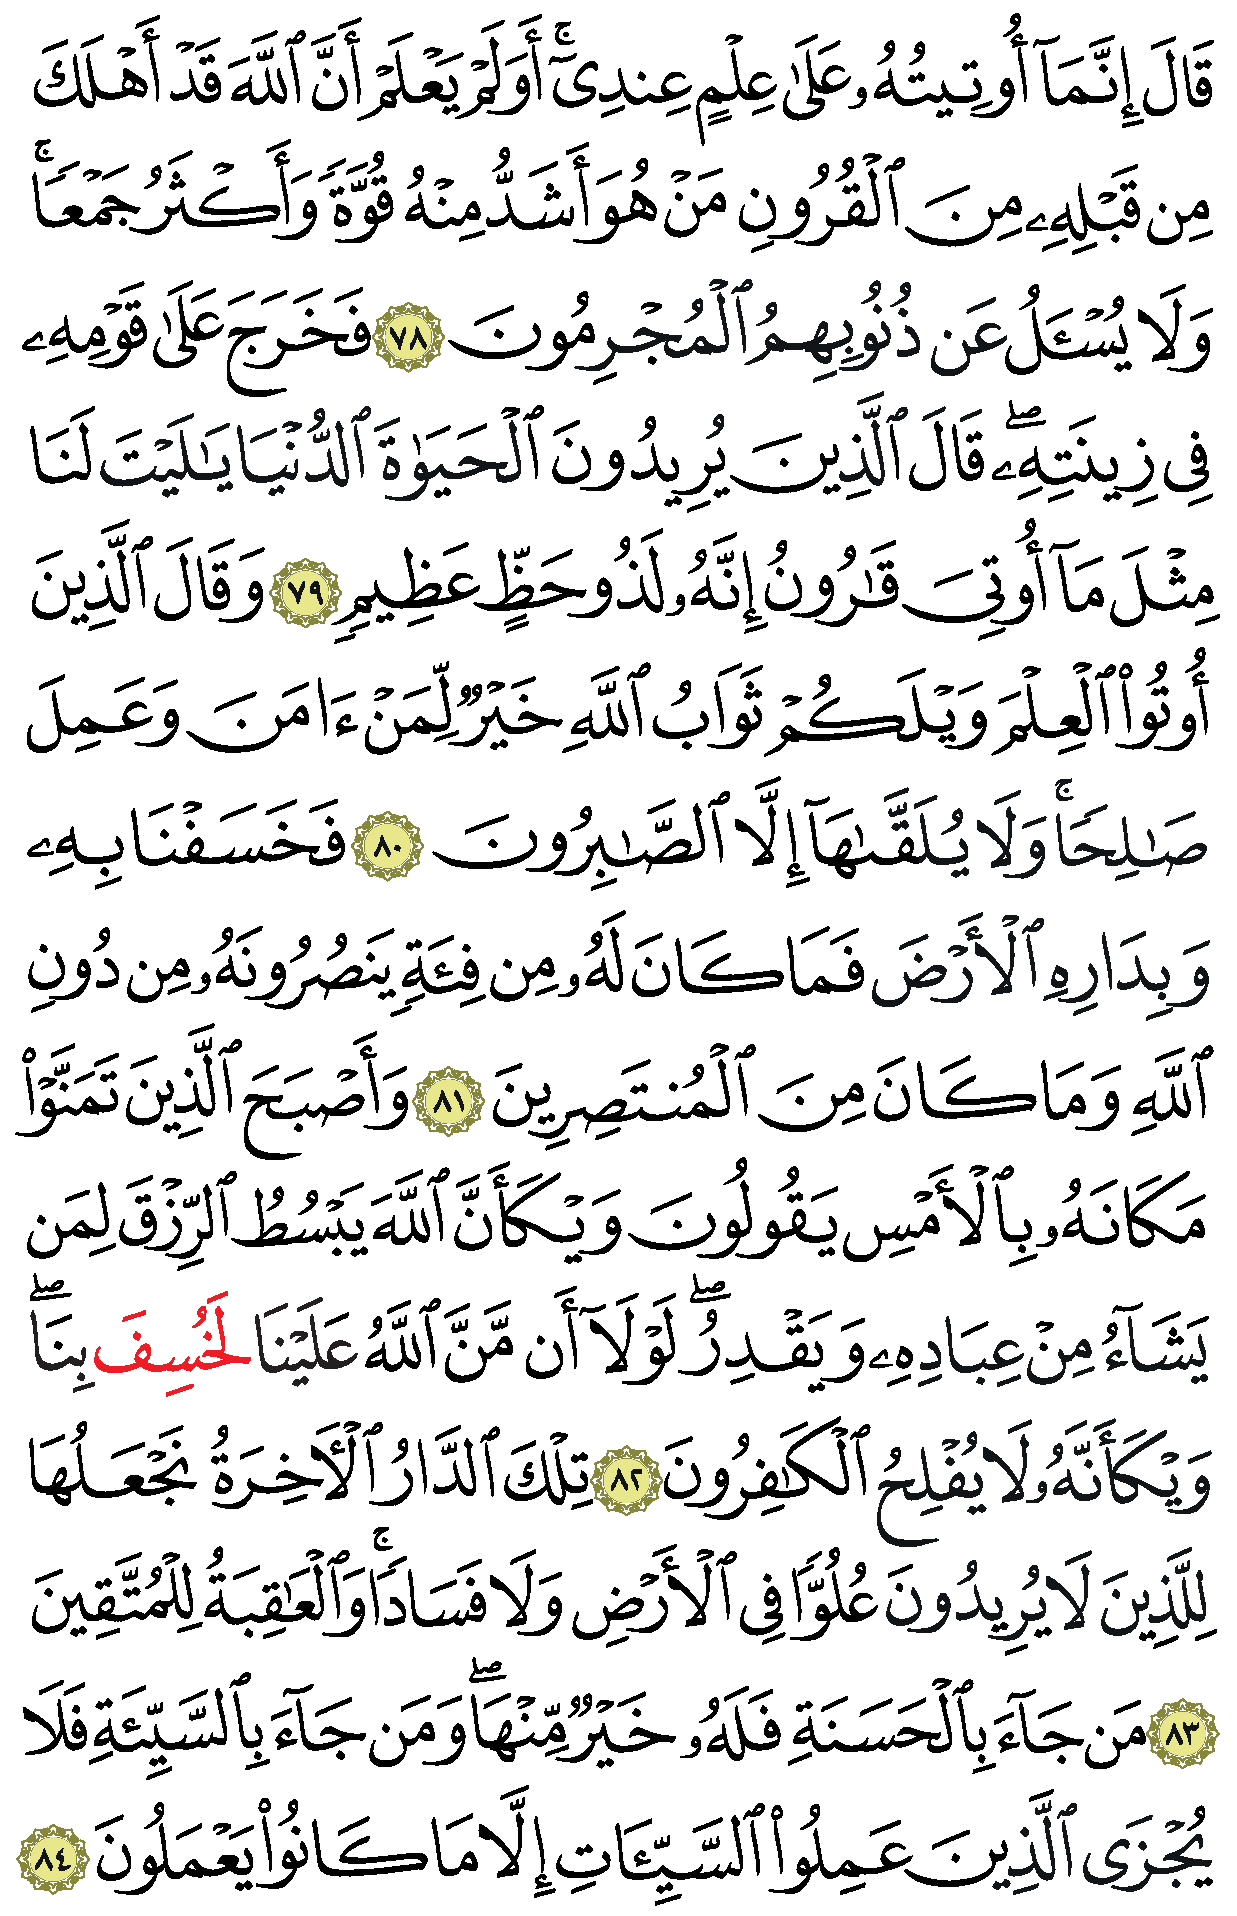 قَالَ إِنَّمَآ أُوتِيتُهُۥ عَلَىٰ عِلۡمٍ عِندِيٓۚ أَوَلَمۡ يَعۡلَمۡ أَنَّ ٱللَّهَ قَدۡ أَهۡلَكَ
مِن قَبۡلِهِۦ مِنَ ٱلۡقُرُونِ مَنۡ هُوَ أَشَدُّ مِنۡهُ قُوَّةٗ وَأَكۡثَرُ جَمۡعٗاۚ
وَلَا يُسۡـَٔلُ عَن ذُنُوبِهِمُ ٱلۡمُجۡرِمُونَ ٧٨ فَخَرَجَ عَلَىٰ قَوۡمِهِۦ
فِي زِينَتِهِۦۖ قَالَ ٱلَّذِينَ يُرِيدُونَ ٱلۡحَيَوٰةَ ٱلدُّنۡيَا يَٰلَيۡتَ لَنَا
مِثۡلَ مَآ أُوتِيَ قَٰرُونُ إِنَّهُۥ لَذُو حَظٍّ عَظِيمٖ ٧٩ وَقَالَ ٱلَّذِينَ
أُوتُواْ ٱلۡعِلۡمَ وَيۡلَكُمۡ ثَوَابُ ٱللَّهِ خَيۡرٞ لِّمَنۡ ءَامَنَ وَعَمِلَ
صَٰلِحٗاۚ وَلَا يُلَقَّىٰهَآ إِلَّا ٱلصَّٰبِرُونَ ٨٠ فَخَسَفۡنَا بِهِۦ
وَبِدَارِهِ ٱلۡأَرۡضَ فَمَا كَانَ لَهُۥ مِن فِئَةٖ يَنصُرُونَهُۥ مِن دُونِ
ٱللَّهِ وَمَا كَانَ مِنَ ٱلۡمُنتَصِرِينَ ٨١ وَأَصۡبَحَ ٱلَّذِينَ تَمَنَّوۡاْ
مَكَانَهُۥ بِٱلۡأَمۡسِ يَقُولُونَ وَيۡكَأَنَّ ٱللَّهَ يَبۡسُطُ ٱلرِّزۡقَ لِمَن
يَشَآءُ مِنۡ عِبَادِهِۦ وَيَقۡدِرُۖ لَوۡلَآ أَن مَّنَّ ٱللَّهُ عَلَيۡنَا لَخُسِفَ بِنَاۖ
وَيۡكَأَنَّهُۥ لَا يُفۡلِحُ ٱلۡكَٰفِرُونَ ٨٢ تِلۡكَ ٱلدَّارُ ٱلۡأٓخِرَةُ نَجۡعَلُهَا
لِلَّذِينَ لَا يُرِيدُونَ عُلُوّٗا فِي ٱلۡأَرۡضِ وَلَا فَسَادٗاۚ وَٱلۡعَٰقِبَةُ لِلۡمُتَّقِينَ
٨٣ مَن جَآءَ بِٱلۡحَسَنَةِ فَلَهُۥ خَيۡرٞ مِّنۡهَاۖ وَمَن جَآءَ بِٱلسَّيِّئَةِ فَلَا
يُجۡزَى ٱلَّذِينَ عَمِلُواْ ٱلسَّيِّـَٔاتِ إِلَّا مَا كَانُواْ يَعۡمَلُونَ ٨٤